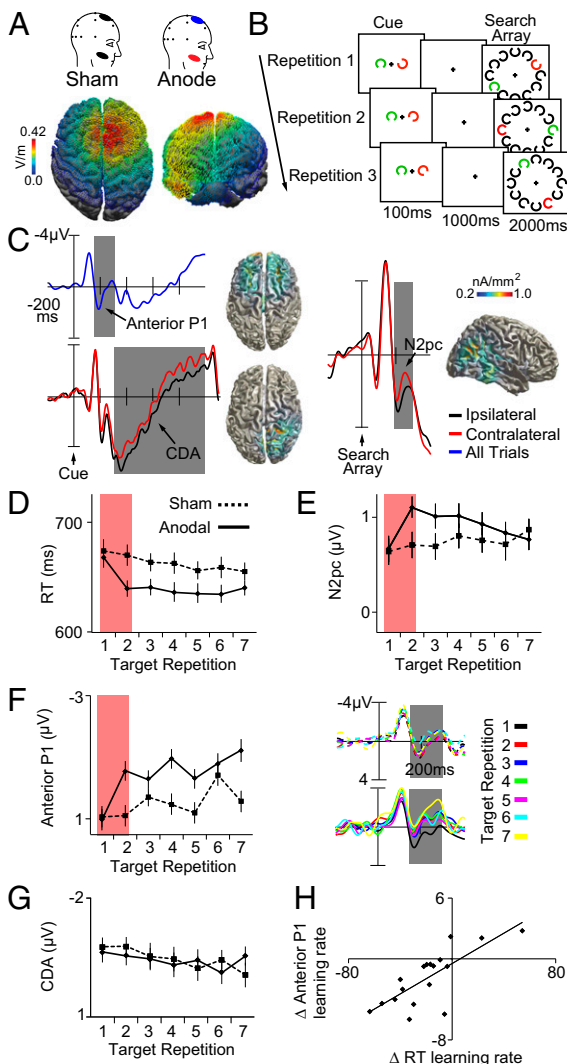 A
Sham
Anode
0.42
V/m
0.0
B
Cue
Search
Array
Repetition 1
Repetition 2
Repetition 3
100ms
1000ms
2000ms
C
-4µV
-200
ms
Anterior P1
CDA
Cue
nA/mm²
0.2
1.0
N2pc
Search
Array
Ipsilateral
Contralateral
All Trials
D
700
RT
(ms)
600
Sham
Anodal
1 2 3 4 5 6 7
Target Repetition
E
1
N2pc (µV)
0
1 2 3 4 5 6 7
Target Repetition
F
-3
Anterior P1 (µV)
1
1 2 3 4 5 6 7
Target Repetition
-4µV
4
200ms
Target Repetition
1
2
3
4
5
6
7
G
-2
CDA (µV)
1
1 2 3 4 5 6 7
Target Repetition
H
6
Δ Anterior P1
learning rate
-80
80
-8
Δ RT learning rate